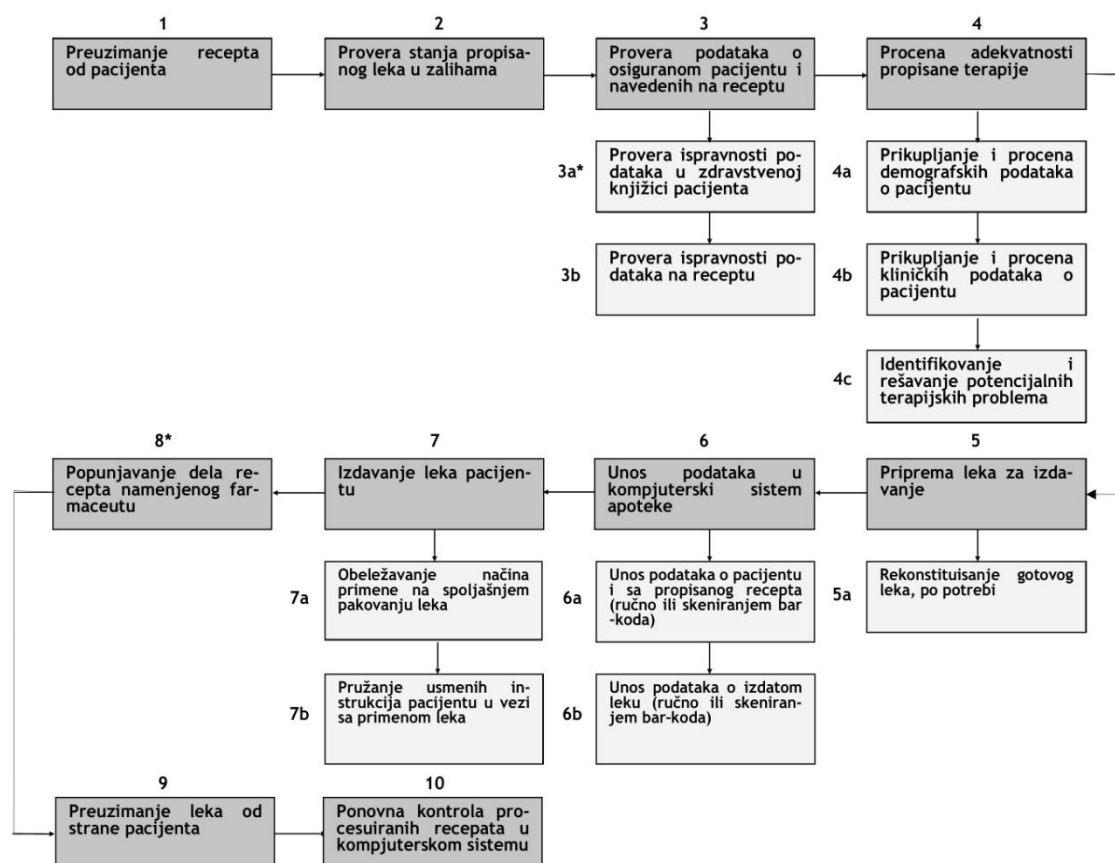 1
Preuzimanje recepta
od pacijenta
2
Provera stanja propisa-
nog leka u zalihama
3
Provera podataka o
osiguranom pacijentu i
navedenih na receptu
4
Procena adekvatnosti
propisane terapije
3a*
Provera ispravnosti po-
dataka u zdravstvenoj
knjižici pacijenta
4a
Prikupljanje i procena
demografskih podataka
o pacijentu
3b
Provera ispravnosti po-
dataka na receptu
4b
Prikupljanje i procena
kliničkih podataka o
pacijentu
4c
Identifikovanje i
rešavanje potencijalnih
terapijskih problema
8*
Popunjavanje dela re-
cepta namenjenog far-
maceutu
7
Izdavanje leka pacijen-
tu
6
Unos podataka u
kompjuterski sistem
apoteke
5
Priprema leka za izda-
vanje
7a
Obeležavanje načina
primene na spoljašnjem
pakovanju leka
6a
Unos podataka o pacijentu
i sa propisanog recepta
(ručno ili skeniranjem bar
-koda)
5a
Rekonstituisanje gotovog
leka, po potrebi
7b
Pružanje usmenih in-
strukcija pacijentu u vezi
sa primenom leka
6b
Unos podataka o izdatom
leku (ručno ili skeniran-
jem bar-koda)
9
Preuzimanje leka od
strane pacijenta
10
Ponovna kontrola pro-
cesuiranih recepata u
kompjuterskom sistemu